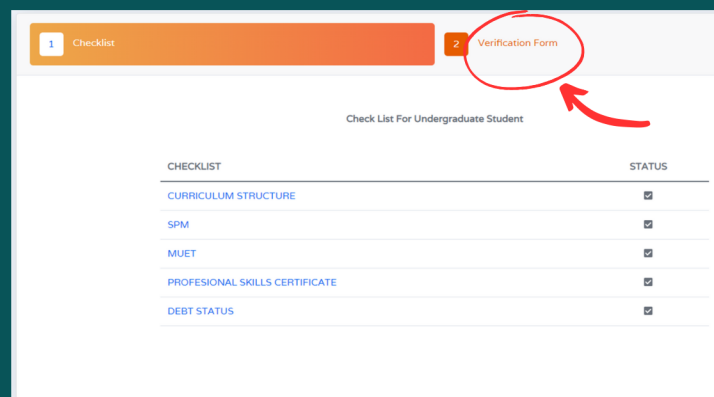 1 Checklist 2 Verification Form
Check List For Undergraduate Student
CHECKLIST STATUS
CURRICULUM STRUCTURE
SPM
MUET
PROFESIONAL SKILLS CERTIFICATE
DEBT STATUS